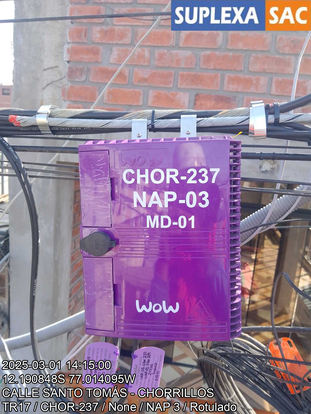 SUPLEXA SAC
WOW
CHOR-237
NAP-03
MD-01
WOW
2025-03-01 14:15:00
12.190848S 77.014095W
CALLE SANTO TOMAS - CHORRILLOS
TR17 / CHOR-237 / None / NAP 3 / Rotulado